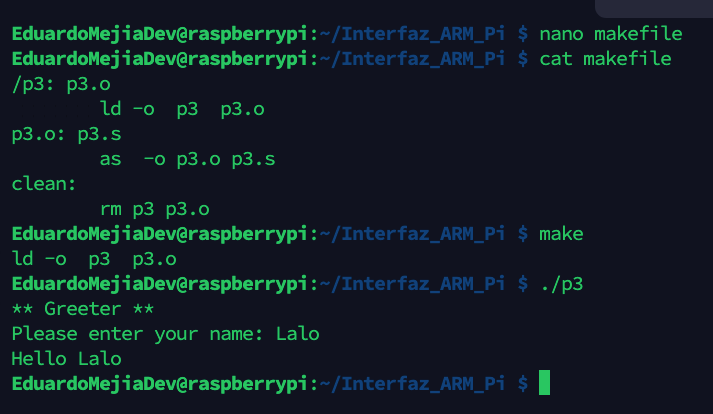 EduardoMejiaDev@raspberrypi:~/Interfaz_ARM_Pi $ nano makefile
EduardoMejiaDev@raspberrypi:~/Interfaz_ARM_Pi $ cat makefile
/p3: p3.o
        ld -o  p3  p3.o
p3.o: p3.s
        as  -o p3.o p3.s
clean:
        rm p3 p3.o
EduardoMejiaDev@raspberrypi:~/Interfaz_ARM_Pi $ make
ld -o  p3  p3.o
EduardoMejiaDev@raspberrypi:~/Interfaz_ARM_Pi $ ./p3
** Greeter **
Please enter your name: Lalo
Hello Lalo
EduardoMejiaDev@raspberrypi:~/Interfaz_ARM_Pi $